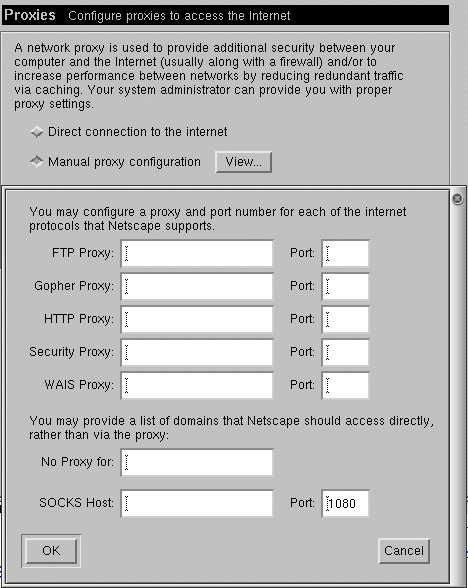 Proxies Configure proxies to access the Internet
A network proxy is used to provide additional security between your
computer and the Internet (usually along with a firewall) and/or to
increase performance between networks by reducing redundant traffic
via caching. Your system administrator can provide you with proper
proxy settings.
Direct connection to the internet
Manual proxy configuration View...
You may configure a proxy and port number for each of the internet
protocols that Netscape supports.
FTP Proxy: Port:
Gopher Proxy: Port:
HTTP Proxy: Port:
Security Proxy: Port:
WAIS Proxy: Port:
You may provide a list of domains that Netscape should access directly,
rather than via the proxy:
No Proxy for:
SOCKS Host: Port: 1080
OK Cancel